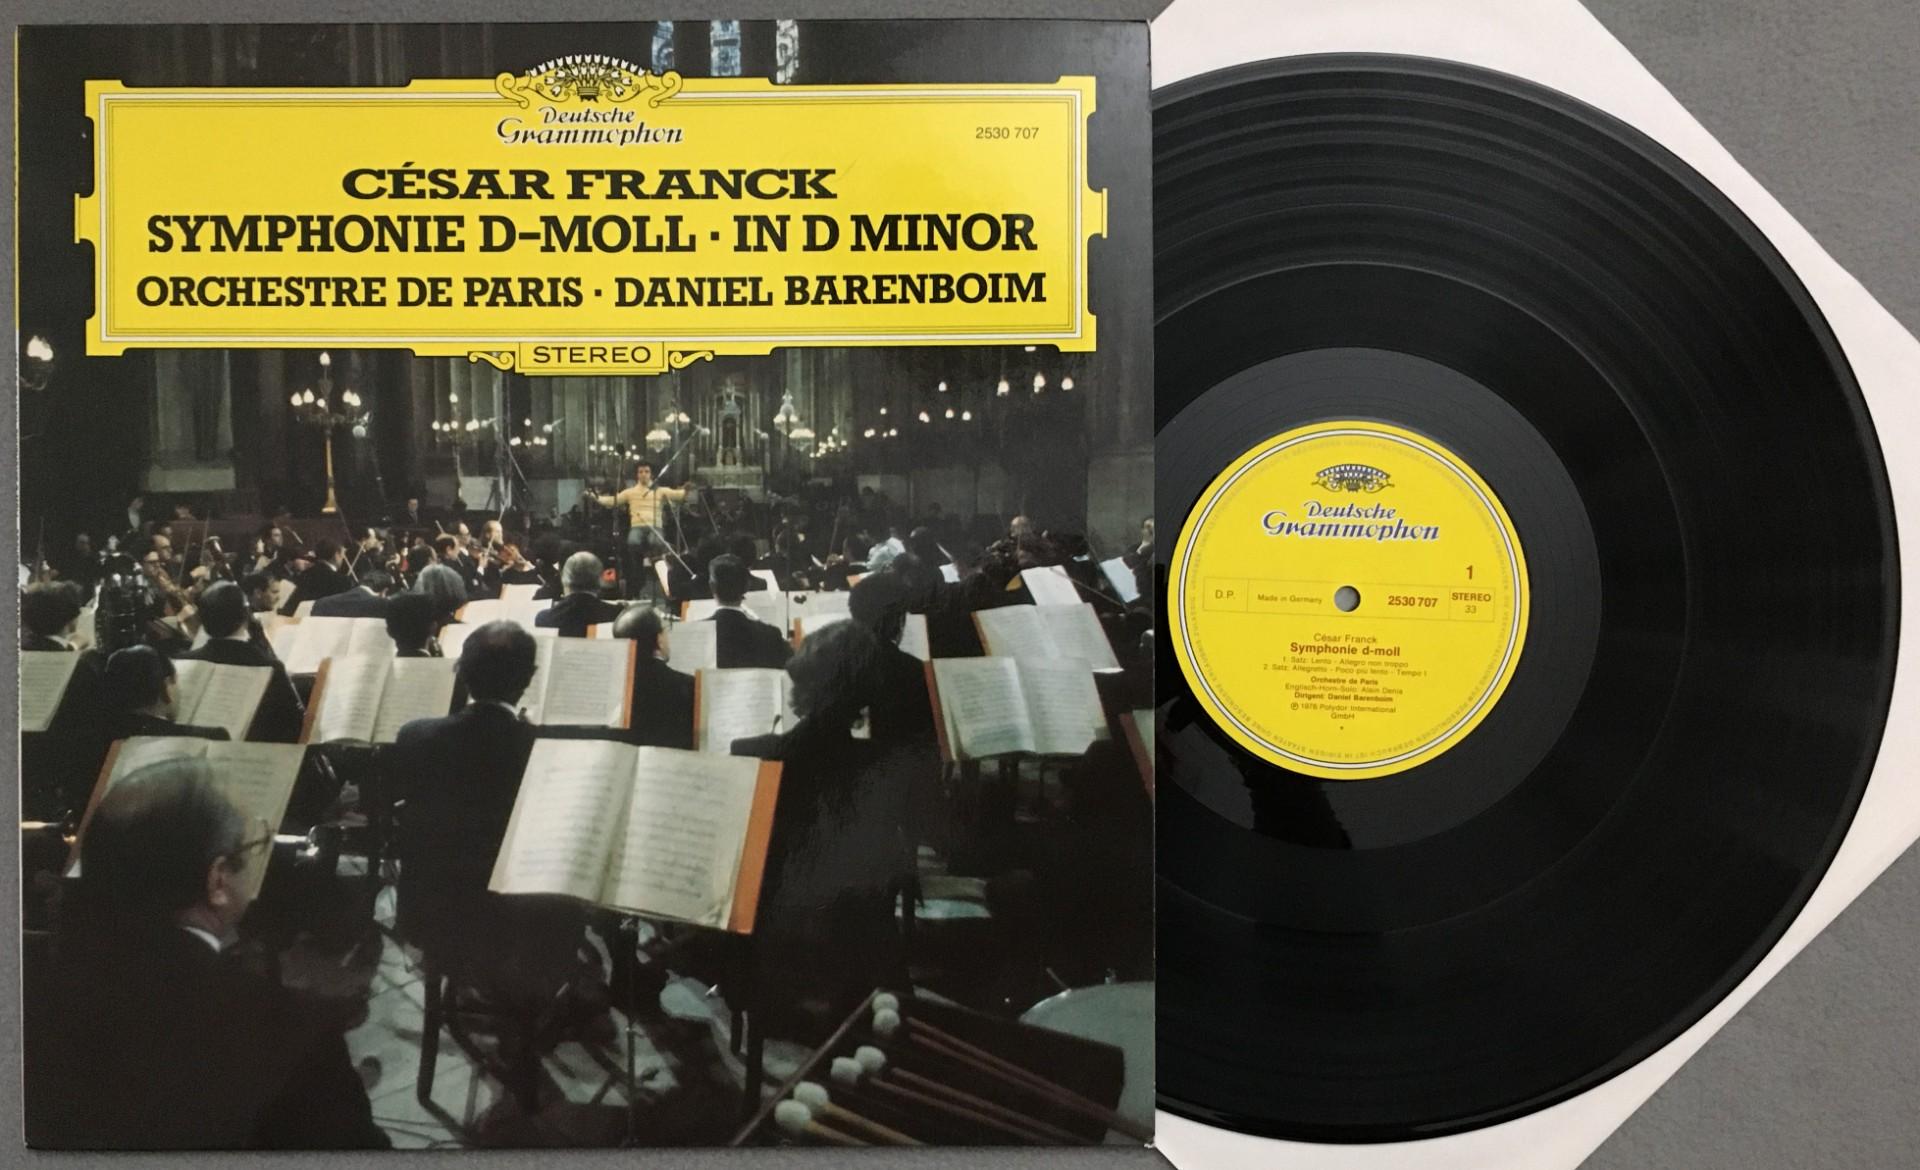 Deutsche
Grammophon
2530 707
CÉSAR FRANCK
SYMPHONIE D-MOLL · IN D MINOR
ORCHESTRE DE PARIS · DANIEL BARENBOIM
STEREO
Deutsche
Grammophon
1
D.P. Made in Germany 2530 707 STEREO
33
César Franck
Symphonie d-moll
1. Satz: Lento - Allegro non troppo
2. Satz: Allegretto - Poco più lento - Tempo I
Orchestre de Paris
Englisch-Horn-Solo: Alain Denis
Dirigent: Daniel Barenboim
℗ 1976 Polydor International
GmbH